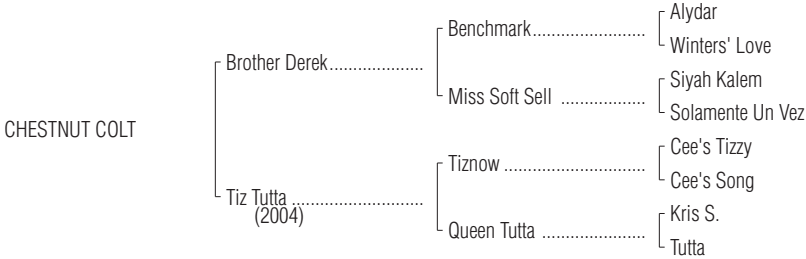 Alydar
Benchmark........................
Winters' Love
Brother Derek....................
Siyah Kalem
Miss Soft Sell ..................
Solamente Un Vez
CHESTNUT COLT
Cee's Tizzy
Tiznow ..............................
Cee's Song
Tiz Tutta ............................
(2004)
Kris S.
Queen Tutta ......................
Tutta